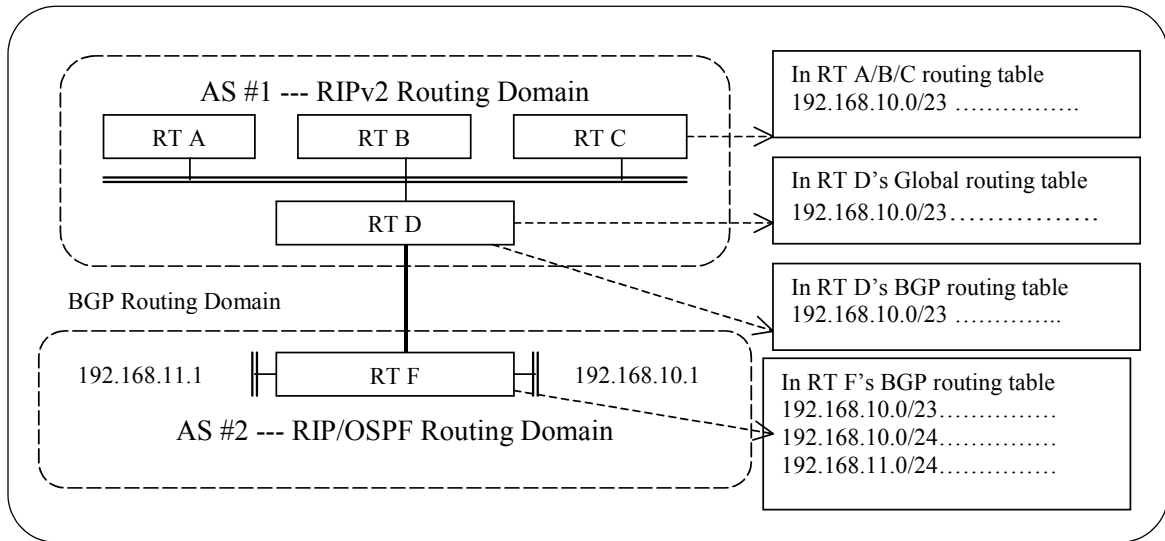 AS #1 --- RIPv2 Routing Domain
RT A
RT B
RT C
RT D
BGP Routing Domain
192.168.11.1
RT F
192.168.10.1
AS #2 --- RIP/OSPF Routing Domain
In RT A/B/C routing table
192.168.10.0/23 …………….
In RT D’s Global routing table
192.168.10.0/23…………….
In RT D’s BGP routing table
192.168.10.0/23 …………..
In RT F’s BGP routing table
192.168.10.0/23……………
192.168.10.0/24……………
192.168.11.0/24……………